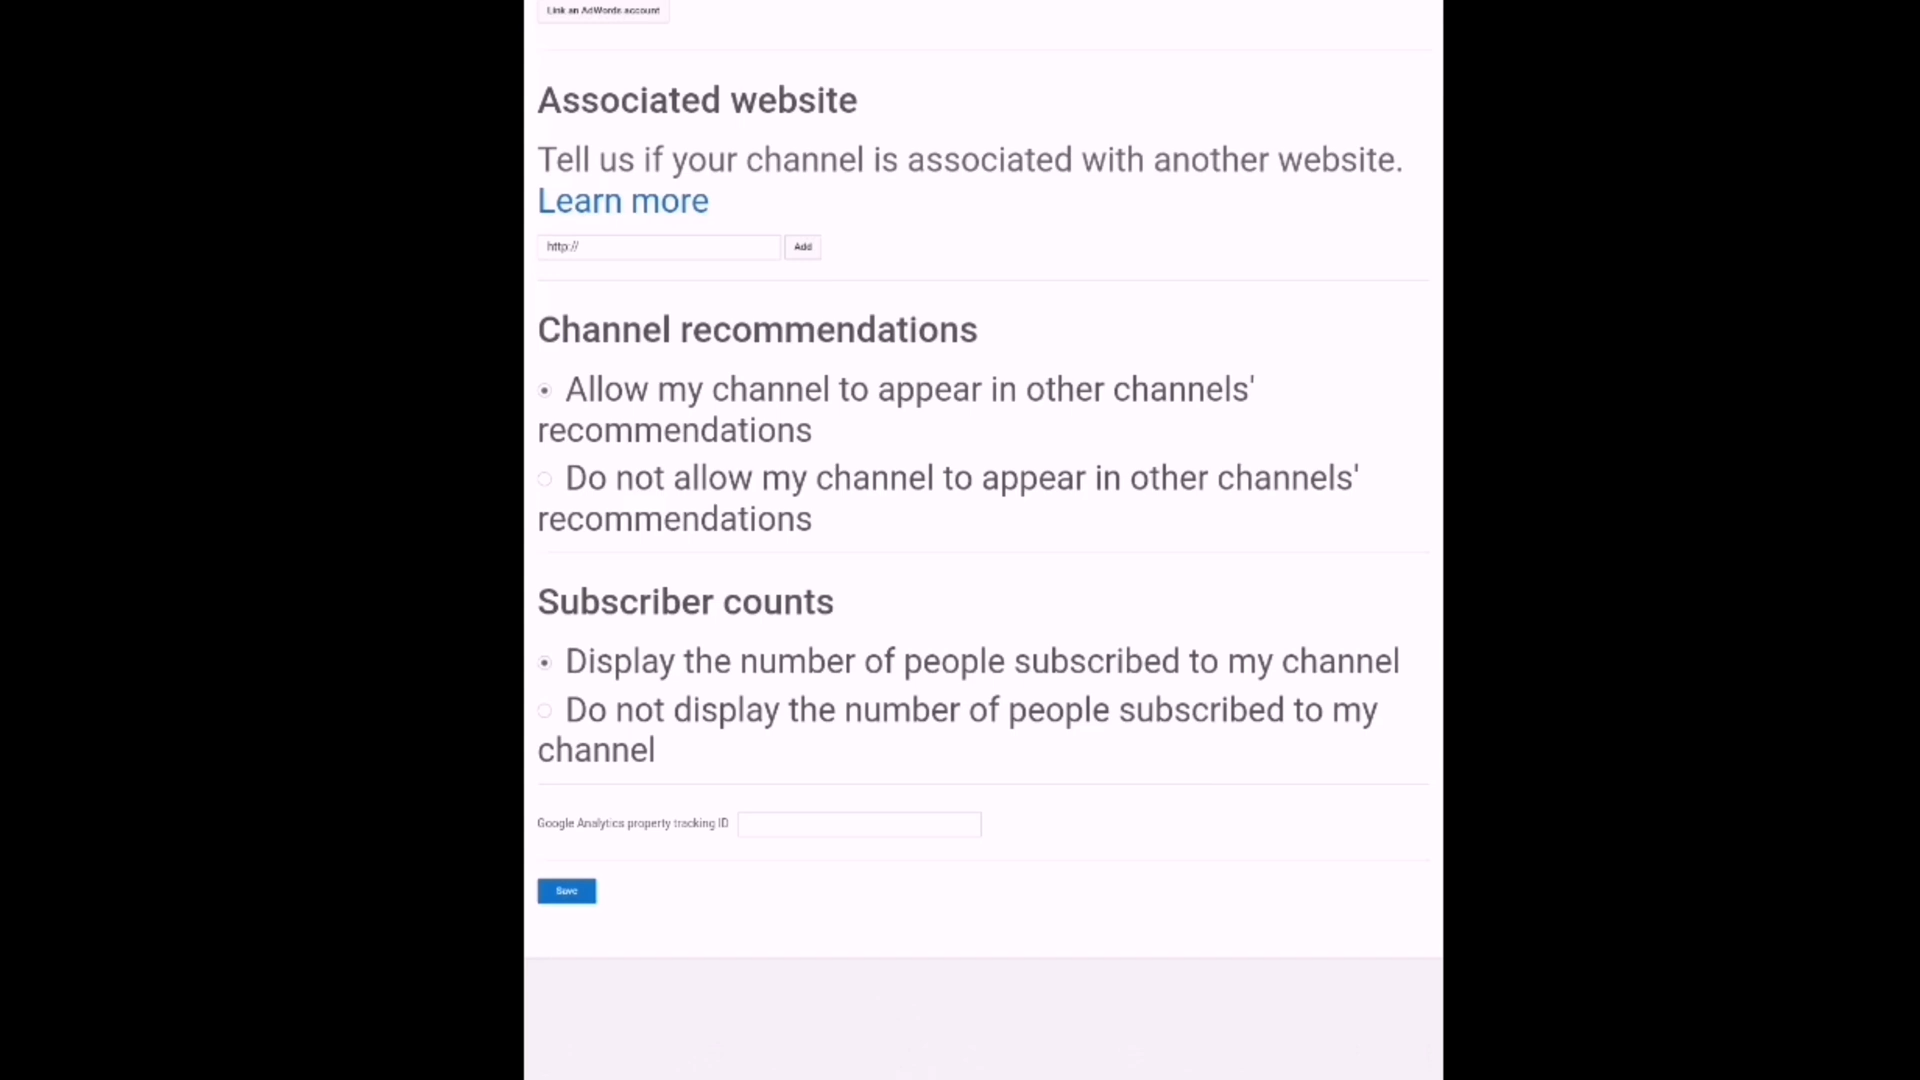 Link an AdWords account
Associated website
Tell us if your channel is associated with another website.
Learn more
http://
Add
Channel recommendations
Allow my channel to appear in other channels'
recommendations
Do not allow my channel to appear in other channels'
recommendations
Subscriber counts
Display the number of people subscribed to my channel
Do not display the number of people subscribed to my
channel
Google Analytics property tracking ID
Save